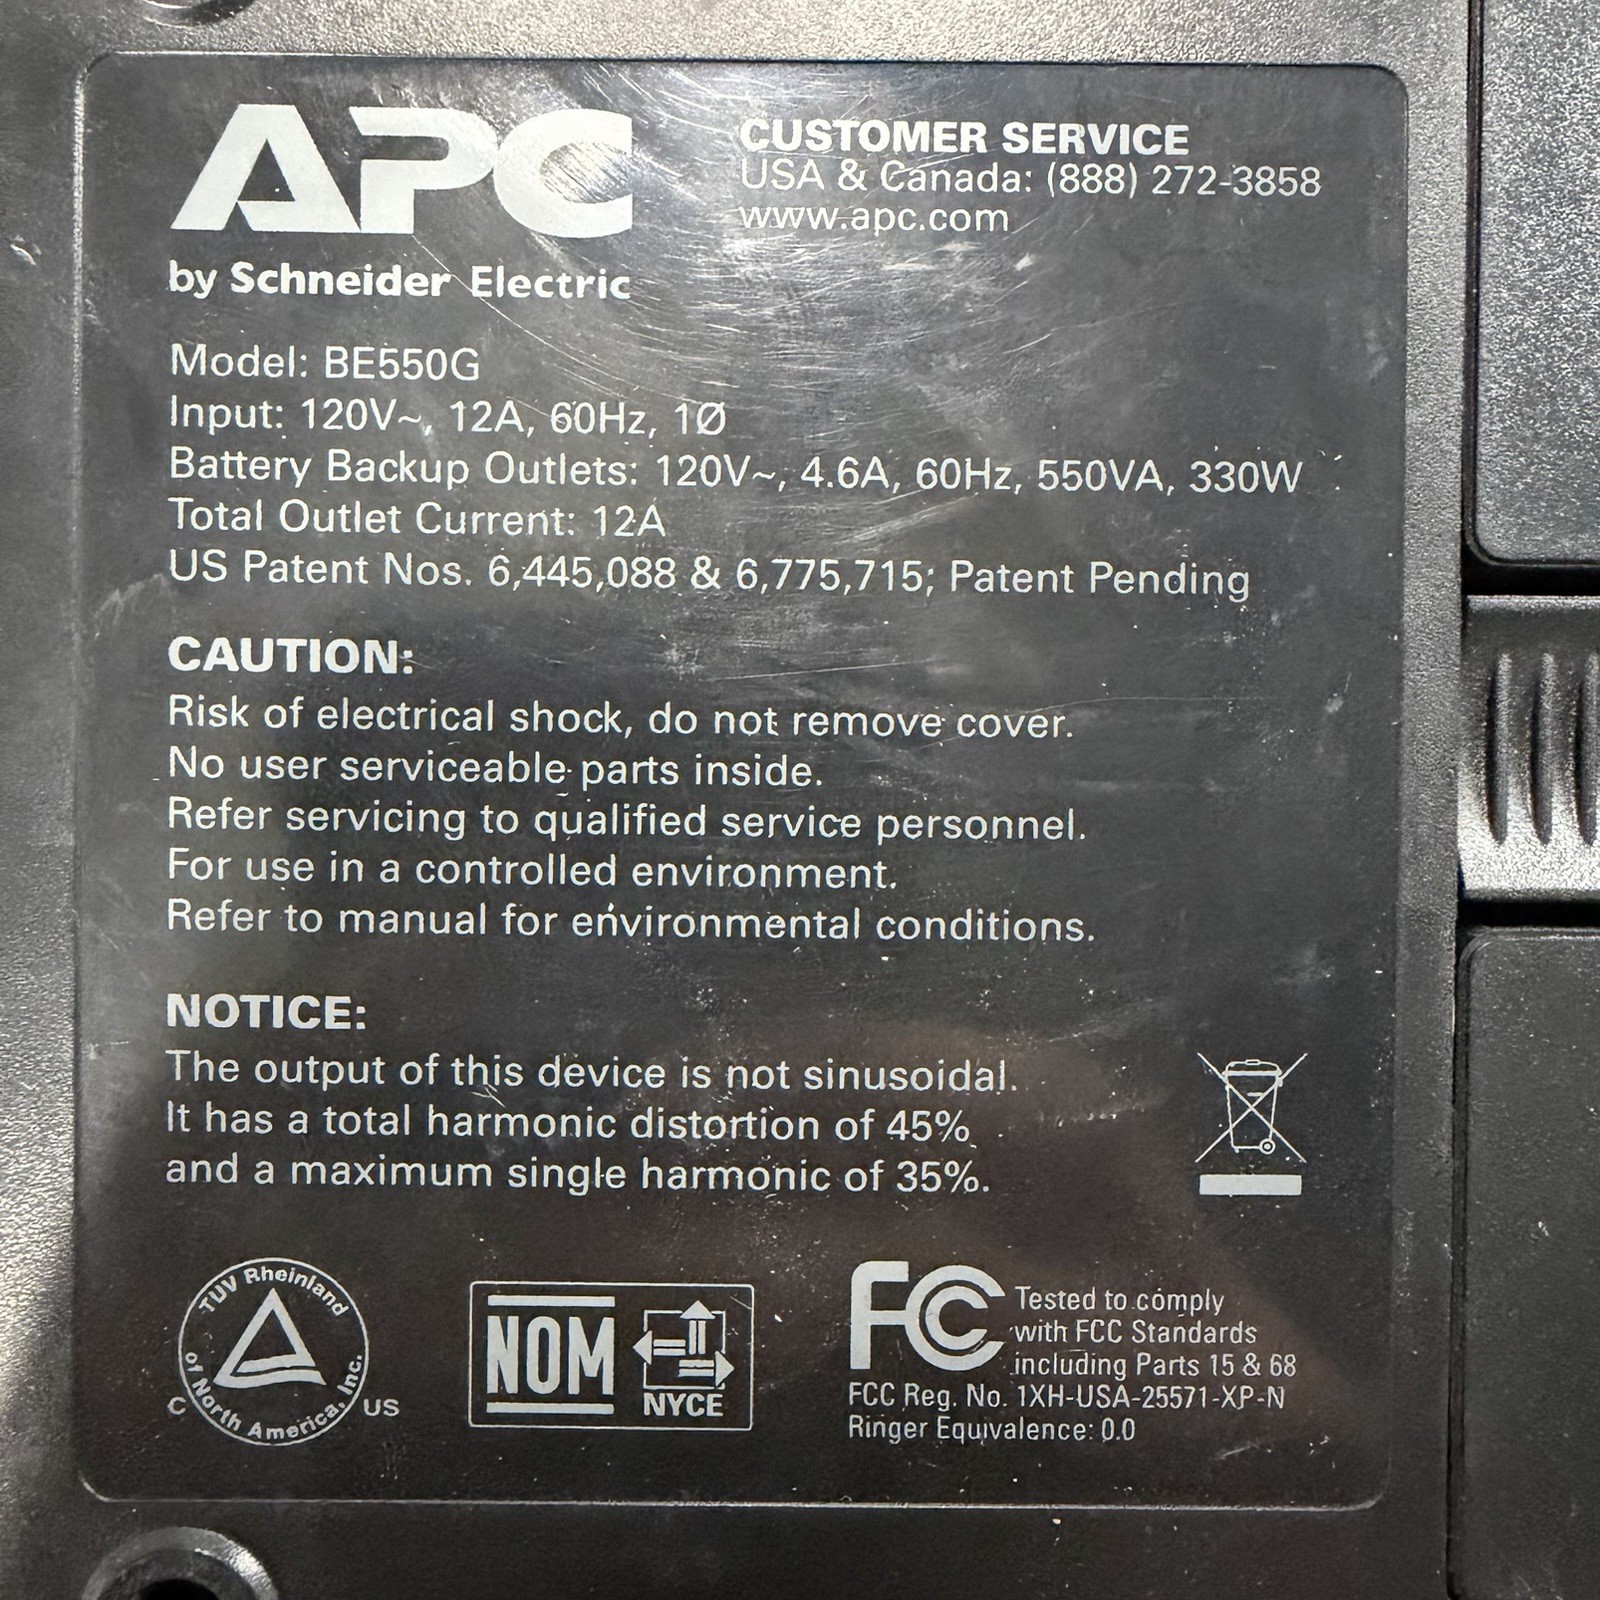 APC
by Schneider Electric
CUSTOMER SERVICE
USA & Canada: (888) 272-3858
www.apc.com
Model: BE550G
Input: 120V~, 12A, 60Hz, 1Ø
Battery Backup Outlets: 120V~, 4.6A, 60Hz, 550VA, 330W
Total Outlet Current: 12A
US Patent Nos. 6,445,088 & 6,775,715; Patent Pending
CAUTION:
Risk of electrical shock, do not remove cover.
No user serviceable parts inside.
Refer servicing to qualified service personnel.
For use in a controlled environment.
Refer to manual for environmental conditions.
NOTICE:
The output of this device is not sinusoidal.
It has a total harmonic distortion of 45%
and a maximum single harmonic of 35%.
TUV Rheinland
of North America, Inc.
C US
NOM
NYCE
FC
Tested to comply
with FCC Standards
including Parts 15 & 68
FCC Reg. No. 1XH-USA-25571-XP-N
Ringer Equivalence: 0.0